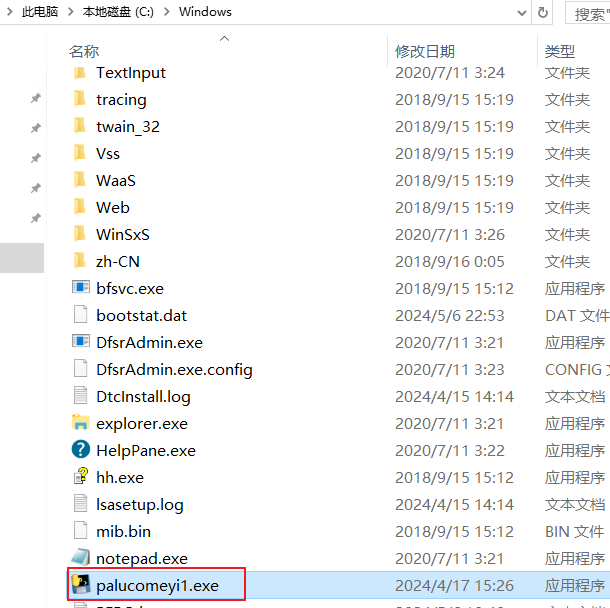 此电脑 > 本地磁盘 (C:) > Windows 搜索"
名称 修改日期 类型
TextInput 2020/7/11 3:24 文件夹
tracing 2018/9/15 15:19 文件夹
twain_32 2018/9/15 15:19 文件夹
Vss 2018/9/15 15:19 文件夹
WaaS 2018/9/15 15:19 文件夹
Web 2018/9/15 15:19 文件夹
WinSxS 2020/7/11 3:26 文件夹
zh-CN 2018/9/16 0:05 文件夹
bfsvc.exe 2018/9/15 15:12 应用程序
bootstat.dat 2024/5/6 22:53 DAT 文件
DfsrAdmin.exe 2020/7/11 3:21 应用程序
DfsrAdmin.exe.config 2020/7/11 3:23 CONFIG
DtcInstall.log 2024/4/15 14:14 文本文档
explorer.exe 2020/7/11 3:21 应用程序
HelpPane.exe 2020/7/11 3:22 应用程序
hh.exe 2018/9/15 15:12 应用程序
lsasetup.log 2024/4/15 14:14 文本文档
mib.bin 2018/9/15 15:12 BIN 文件
notepad.exe 2020/7/11 3:21 应用程序
palucomeyi1.exe 2024/4/17 15:26 应用程序